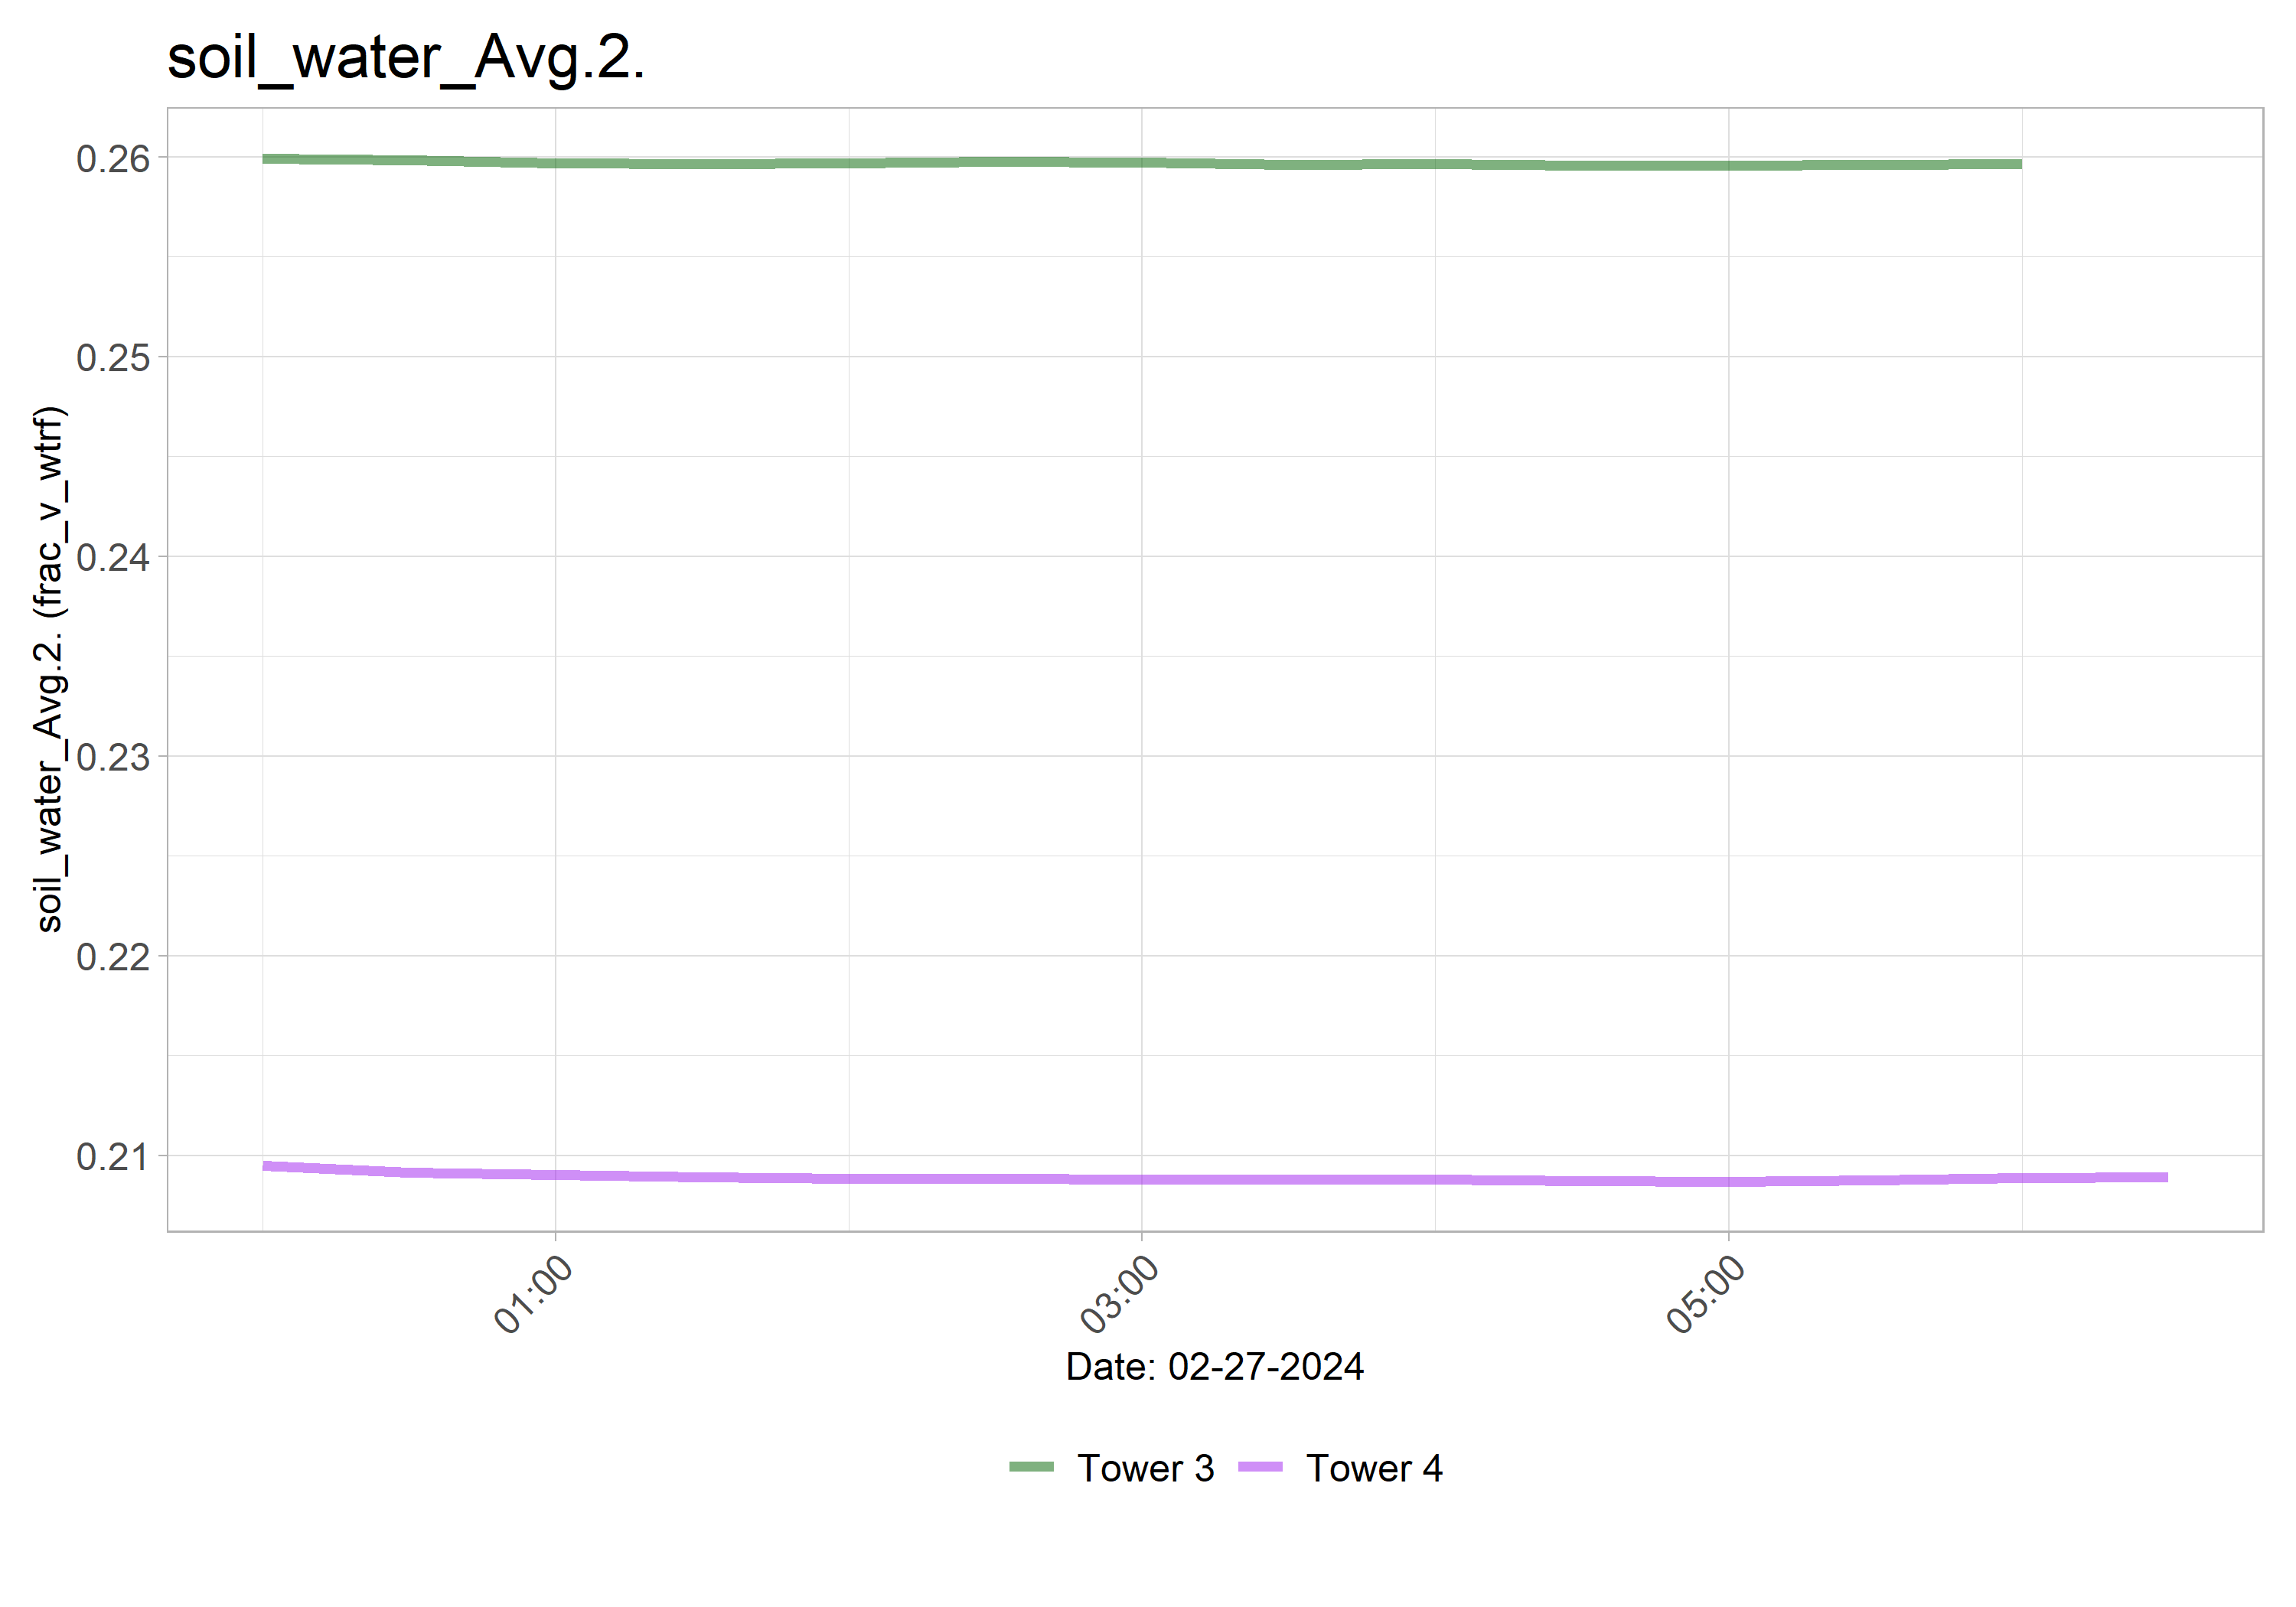 soil_water_Avg.2.
soil_water_Avg.2. (frac_v_wtrf)
0.26
0.25
0.24
0.23
0.22
0.21
01:00
03:00
05:00
Date: 02-27-2024
Tower 3
Tower 4